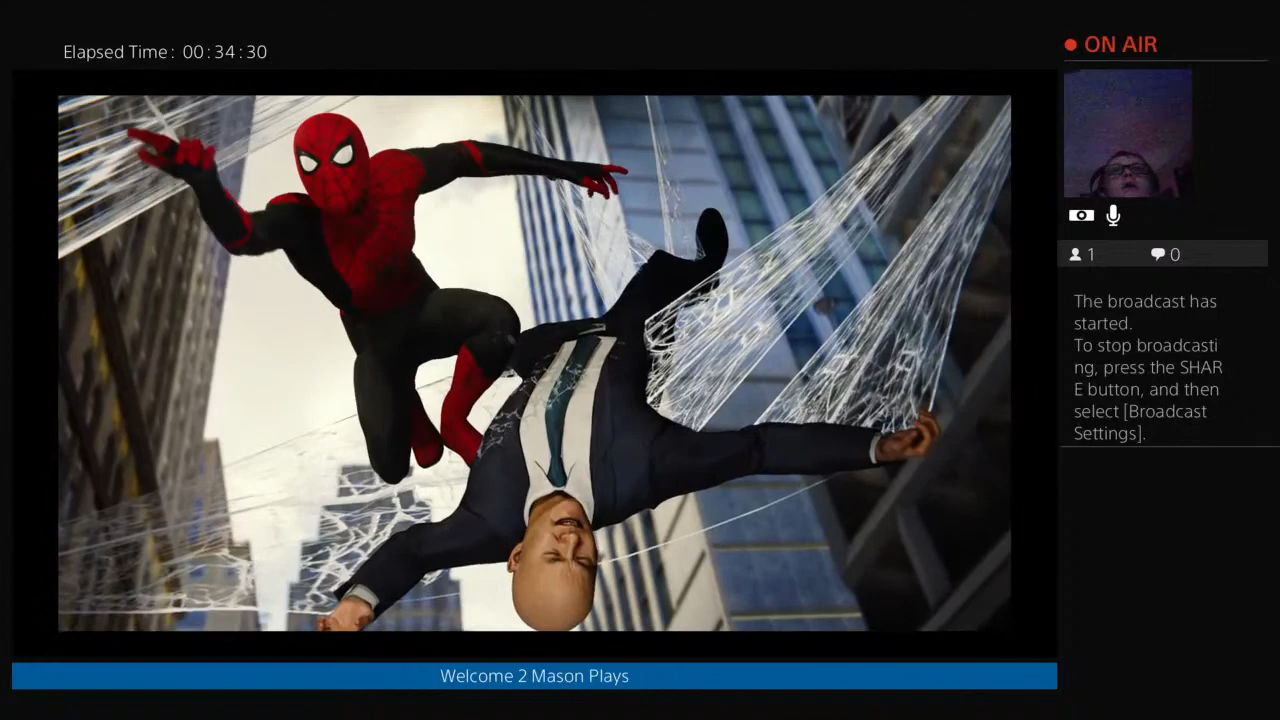 Elapsed Time: 00:34:30
ON AIR
1 0
The broadcast has
started.
To stop broadcasti
ng, press the SHAR
E button, and then
select [Broadcast
Settings].
Welcome 2 Mason Plays